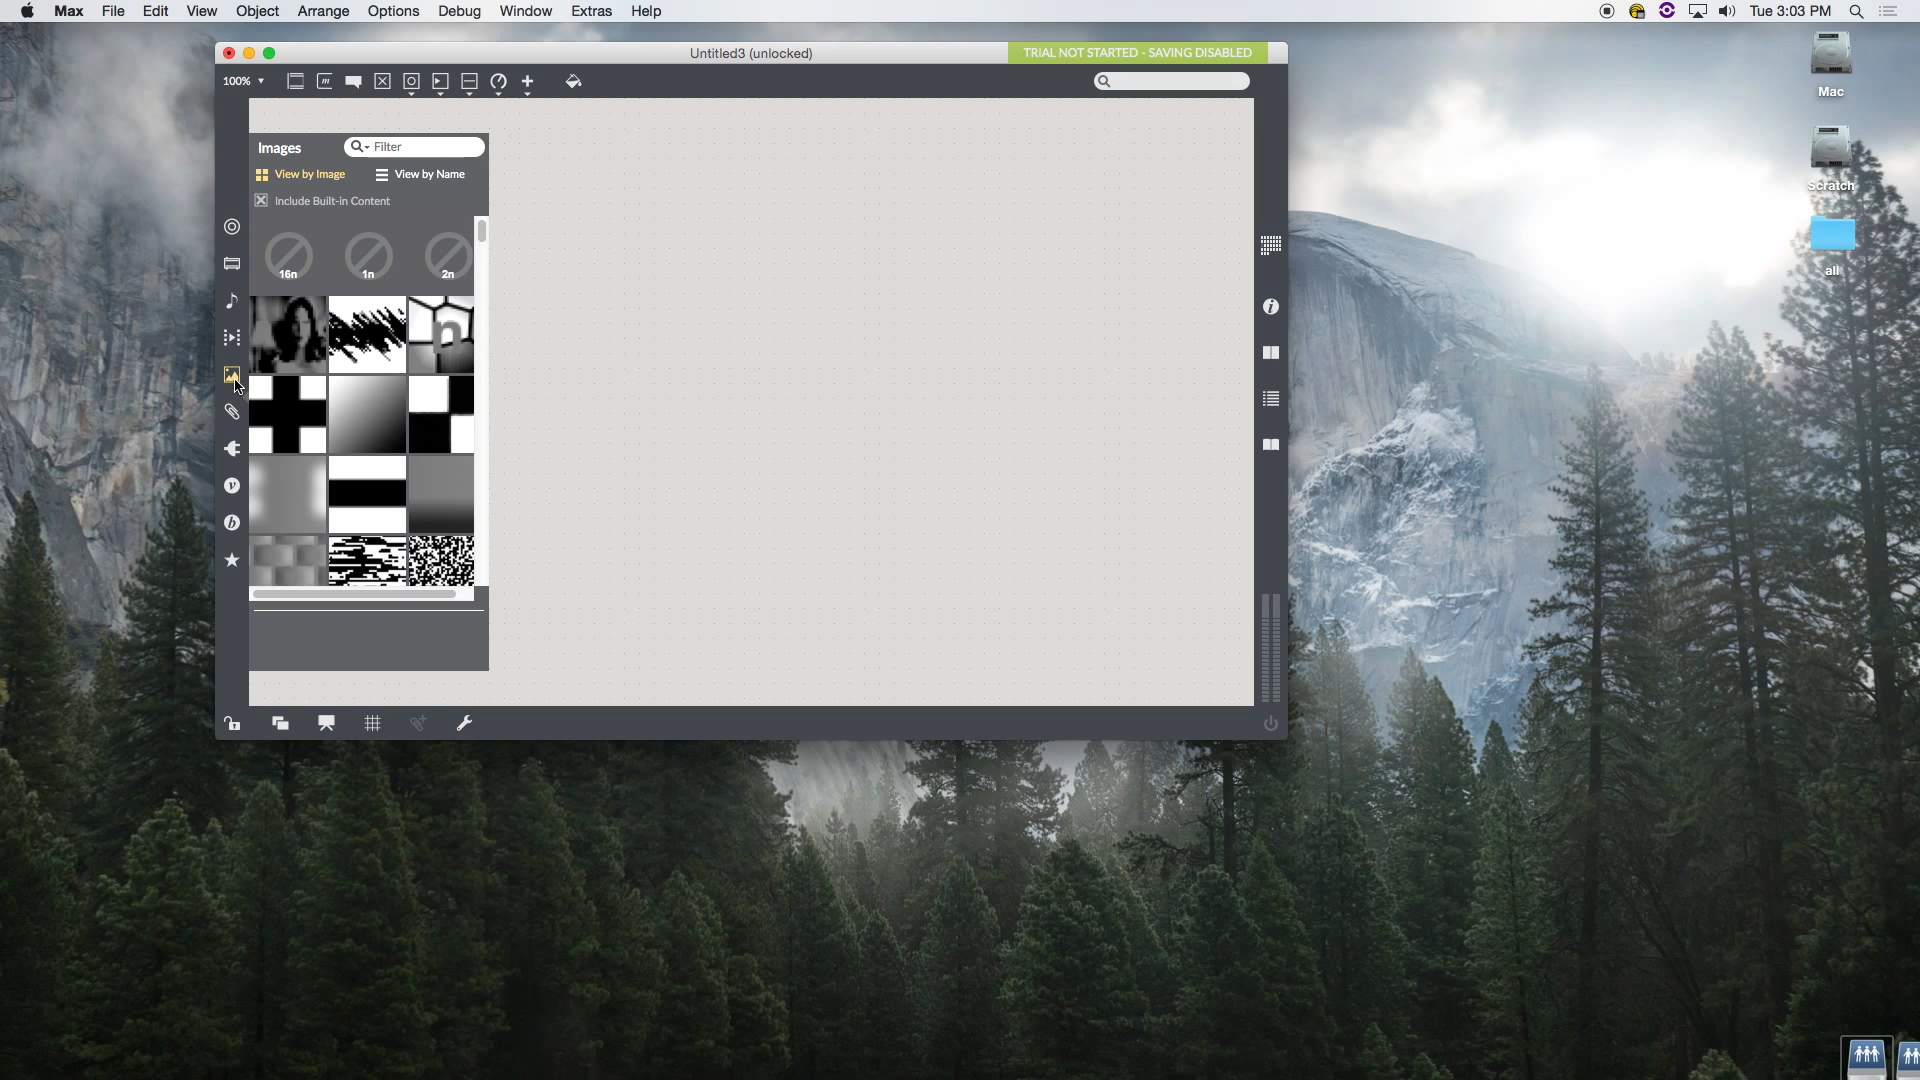 Max File Edit View Object Arrange Options Debug Window Extras Help
Tue 3:03 PM
Untitled3 (unlocked)
TRIAL NOT STARTED - SAVING DISABLED
100%
m
Images
Filter
View by Image
View by Name
Include Built-in Content
16n
1n
2n
n
v
b
i
Mac
Scratch
all